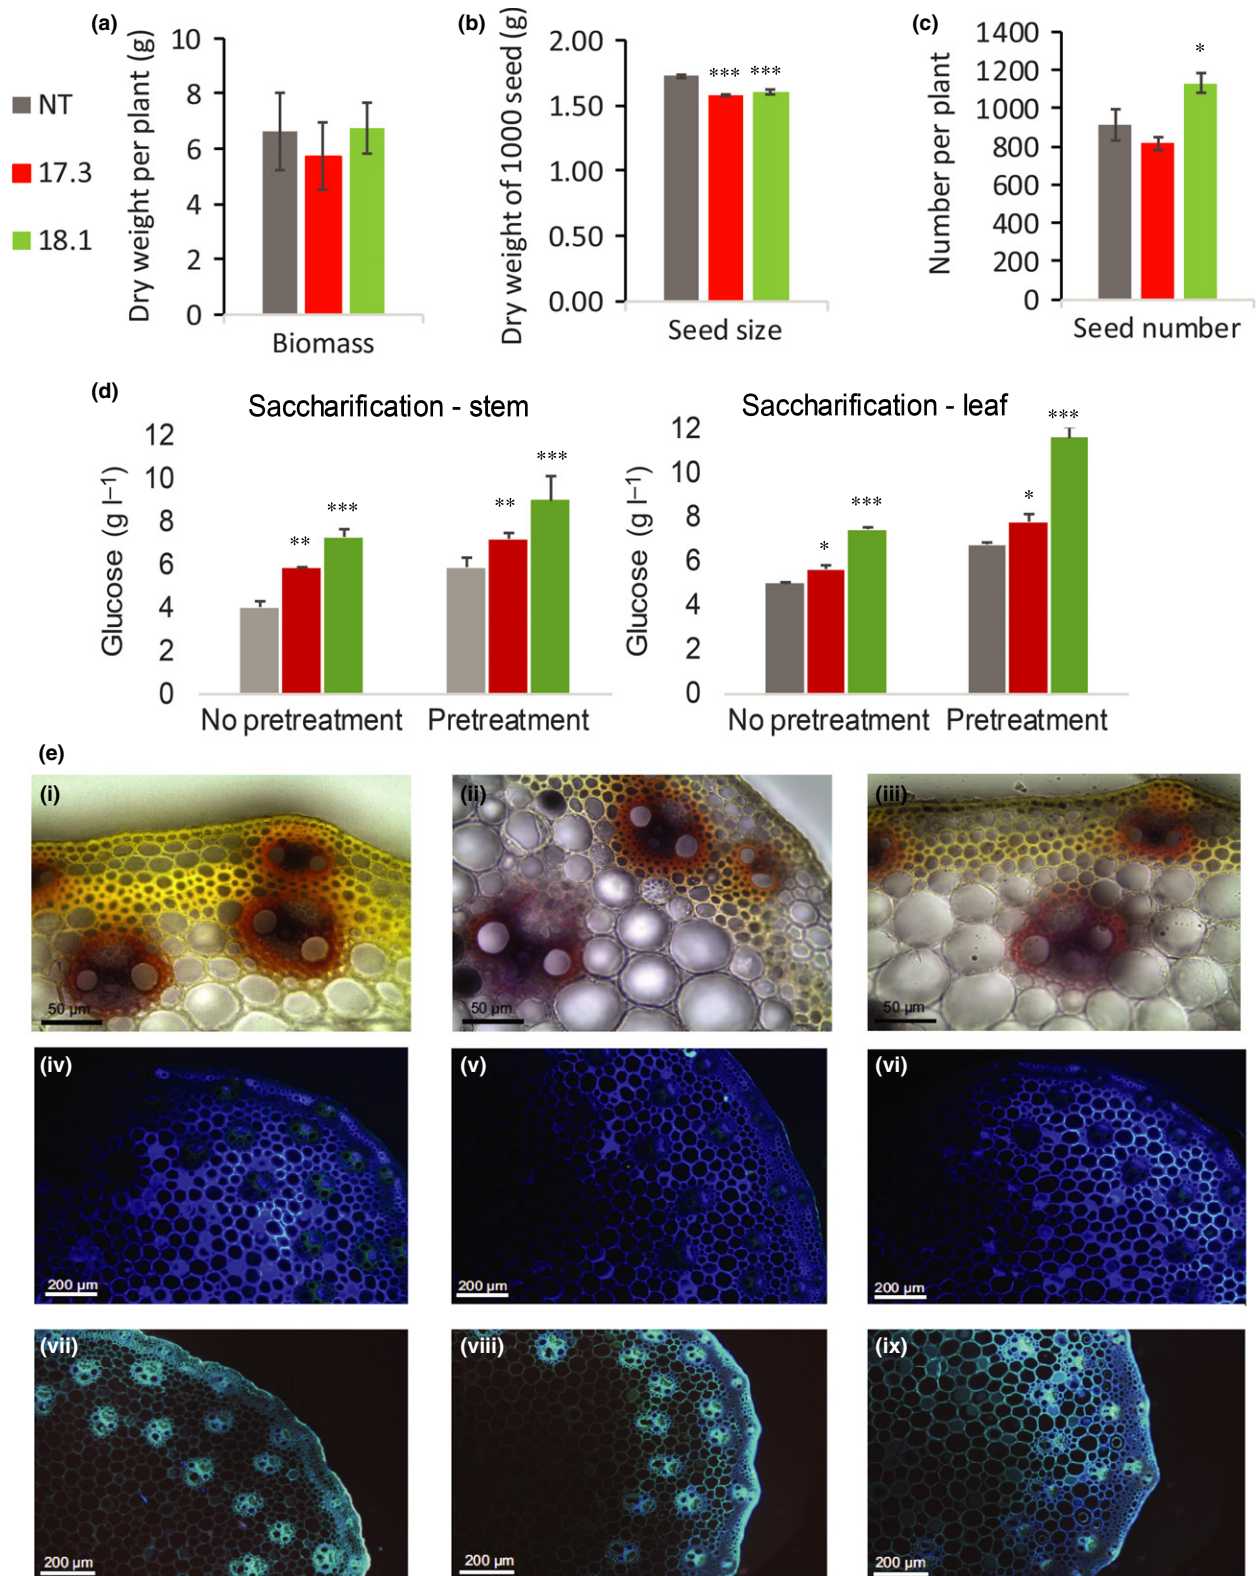 (a)
Dry weight per plant (g)
10
8
6
4
2
0
Biomass
NT
17.3
18.1
(b)
Dry weight of 1000 seed (g)
2.00
1.50
1.00
0.50
0.00
*** ***
Seed size
(c)
Number per plant
1400
1200
1000
800
600
400
200
0
*
Seed number
(d)
Saccharification - stem
Glucose (g l–1)
12
10
8
6
4
2
0
**
***
**
***
No pretreatment Pretreatment
Saccharification - leaf
Glucose (g l–1)
12
10
8
6
4
2
0
*
***
*
***
No pretreatment Pretreatment
(e)
(i)
50 µm
(ii)
50 µm
(iii)
50 µm
(iv)
200 µm
(v)
200 µm
(vi)
200 µm
(vii)
200 µm
(viii)
200 µm
(ix)
200 µm